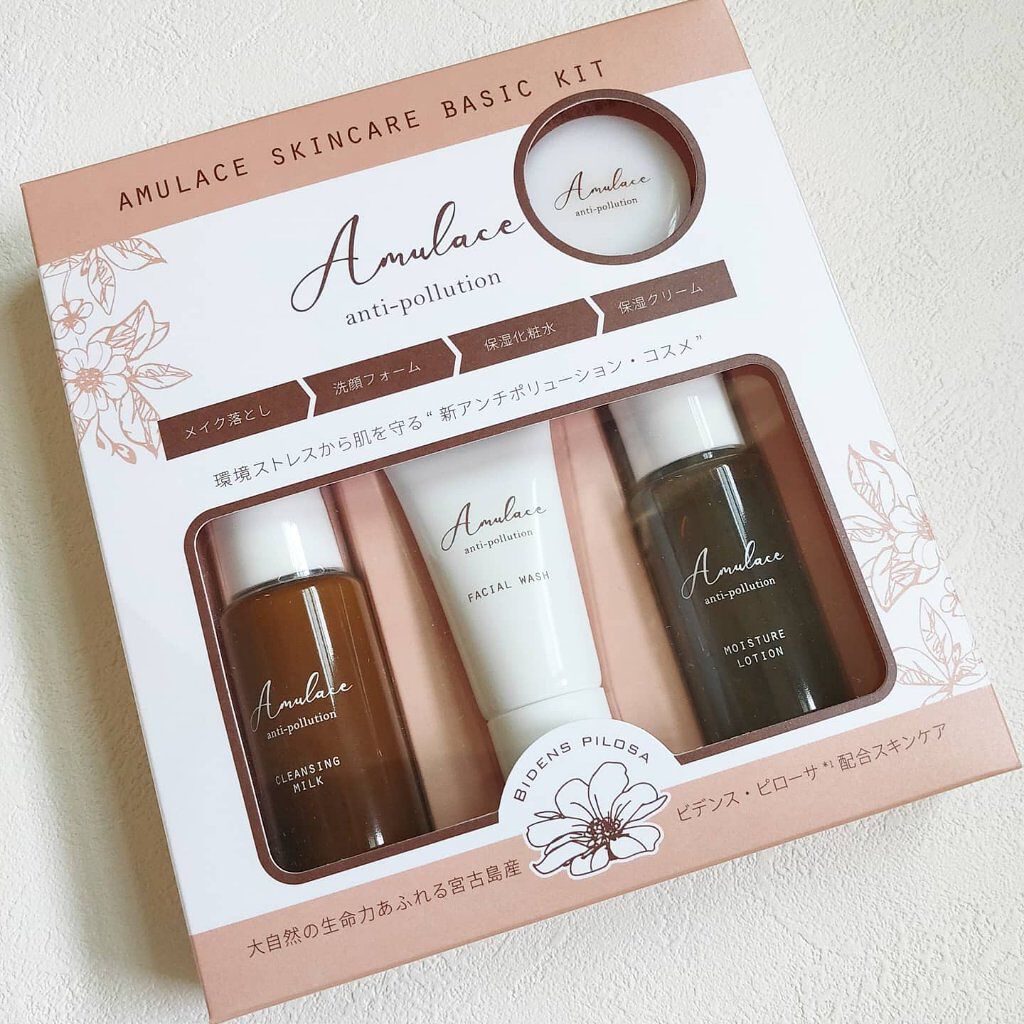 AMULACE SKINCARE BASIC KIT
Amulace
anti-pollution
Amulace
anti-pollution
メイク落とし
洗顔フォーム
保湿化粧水
保湿クリーム
環境ストレスから肌を守る“新アンチポリューション・コスメ”
Amulace
anti-pollution
CLEANSING
MILK
Amulace
anti-pollution
FACIAL WASH
Amulace
anti-pollution
MOISTURE
LOTION
BIDENS PILOSA
大自然の生命力あふれる宮古島産
ビデンス・ピローサ*1配合スキンケア